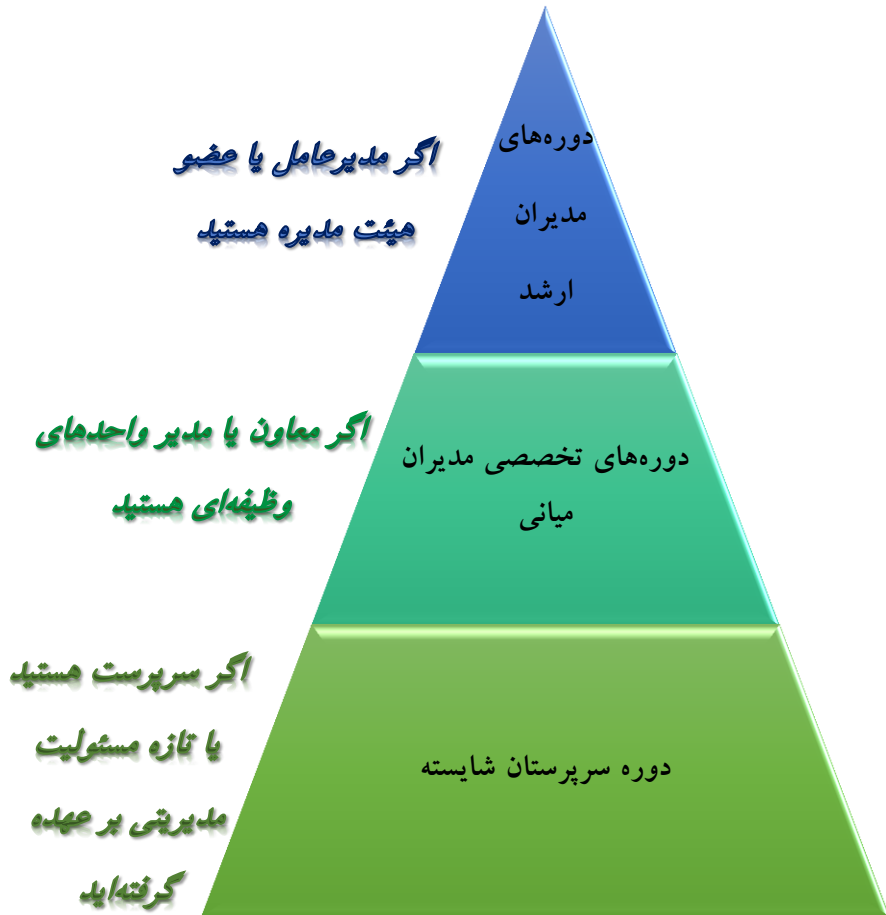 دوره‌های
مدیران
ارشد
اگر مدیرعامل یا عضو
هیئت مدیره هستید
دوره‌های تخصصی مدیران
میانی
اگر معاون یا مدیر واحدهای
وظیفه‌ای هستید
دوره سرپرستان شایسته
اگر سرپرست هستید
یا تازه مسئولیت
مدیریتی بر عهده
گرفته‌اید